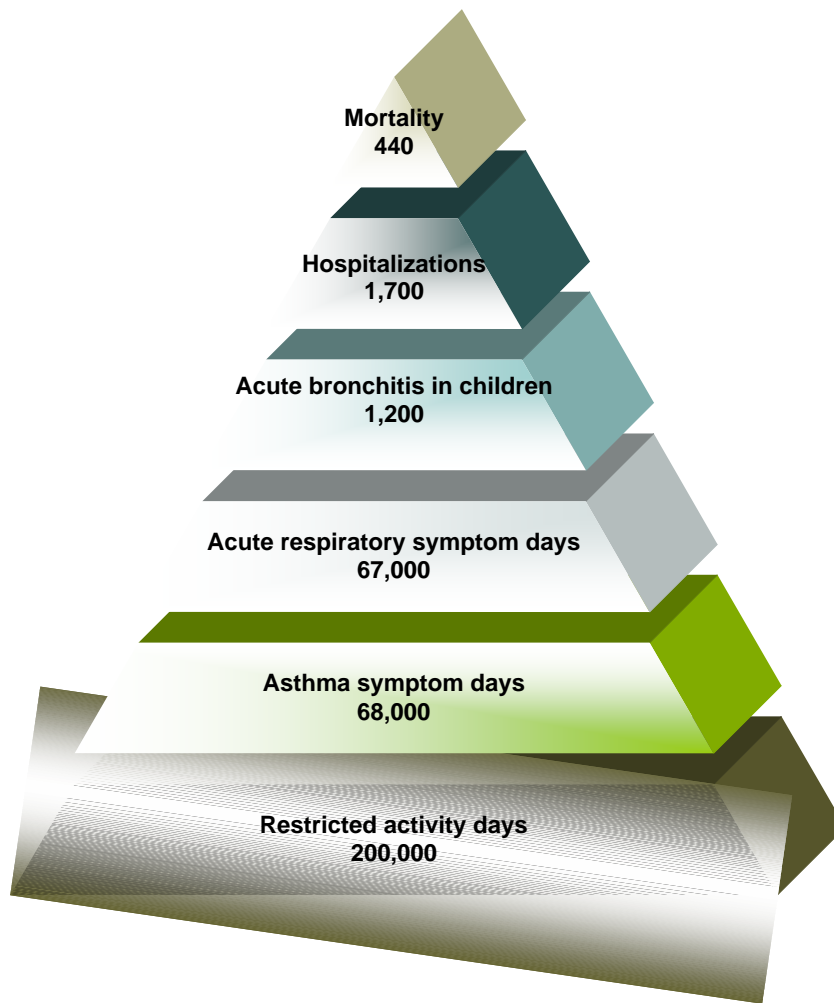 Mortality
440
Hospitalizations
1,700
Acute bronchitis in children
1,200
Acute respiratory symptom days
67,000
Asthma symptom days
68,000
Restricted activity days
200,000